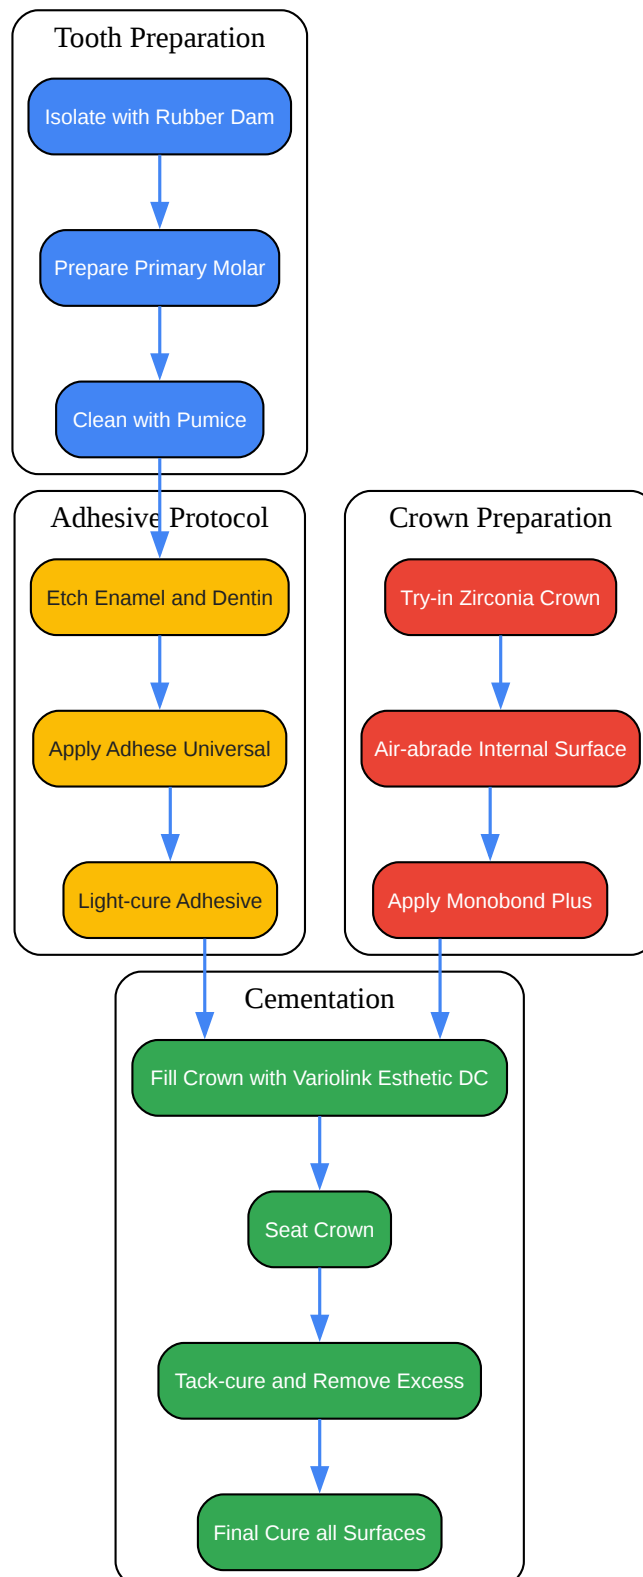 Tooth Preparation
Isolate with Rubber Dam
Prepare Primary Molar
Clean with Pumice
Adhesive Protocol
Etch Enamel and Dentin
Apply Adhese Universal
Light-cure Adhesive
Crown Preparation
Try-in Zirconia Crown
Air-abrade Internal Surface
Apply Monobond Plus
Cementation
Fill Crown with Variolink Esthetic DC
Seat Crown
Tack-cure and Remove Excess
Final Cure all Surfaces